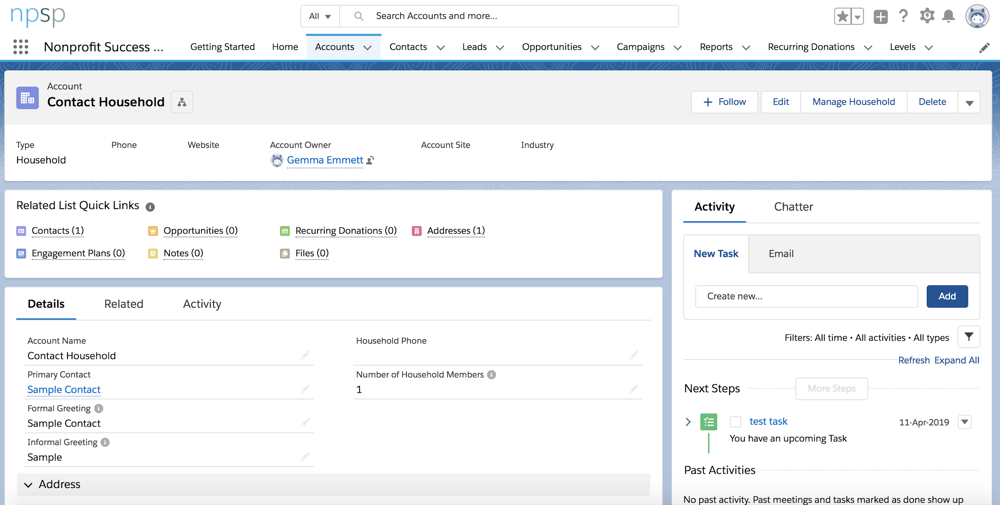 npsp
All
Search Accounts and more...
Nonprofit Success ...
Getting Started
Home
Accounts
Contacts
Leads
Opportunities
Campaigns
Reports
Recurring Donations
Levels
Account
Contact Household
Follow
Edit
Manage Household
Delete
Type
Phone
Website
Account Owner
Account Site
Industry
Household
Gemma Emmett
Related List Quick Links
Contacts (1)
Opportunities (0)
Recurring Donations (0)
Addresses (1)
Engagement Plans (0)
Notes (0)
Files (0)
Details
Related
Activity
Account Name
Contact Household
Household Phone
Primary Contact
Sample Contact
Number of Household Members
1
Formal Greeting
Sample Contact
Informal Greeting
Sample
Address
Activity
Chatter
New Task
Email
Create new...
Add
Filters: All time • All activities • All types
Refresh
Expand All
Next Steps
More Steps
test task
11-Apr-2019
You have an upcoming Task
Past Activities
No past activity. Past meetings and tasks marked as done show up